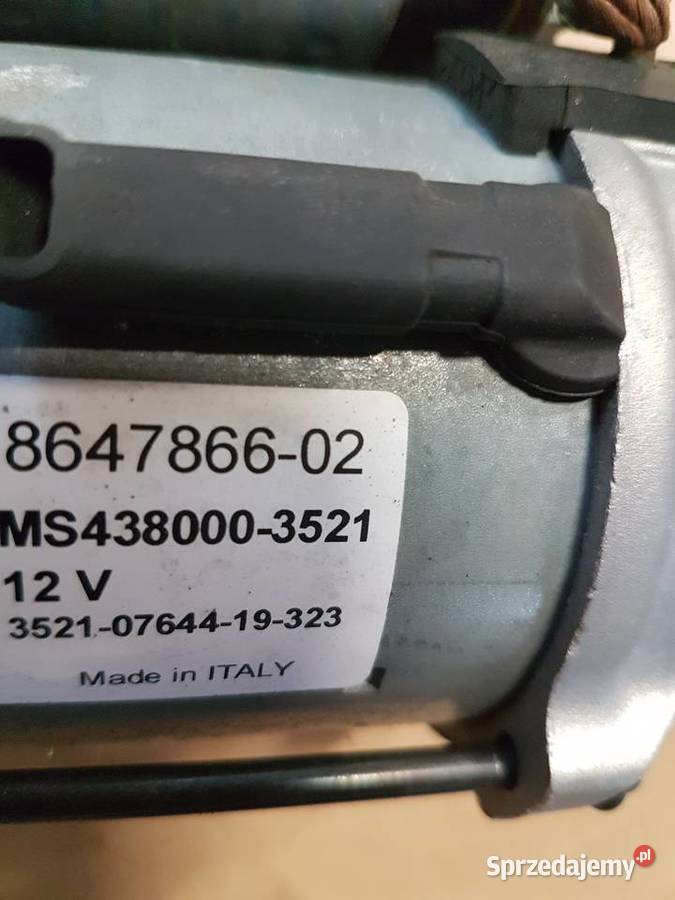 8647866-02
MS438000-3521
12 V
3521-07644-19-323
Made in ITALY
Sprzedajemy.pl